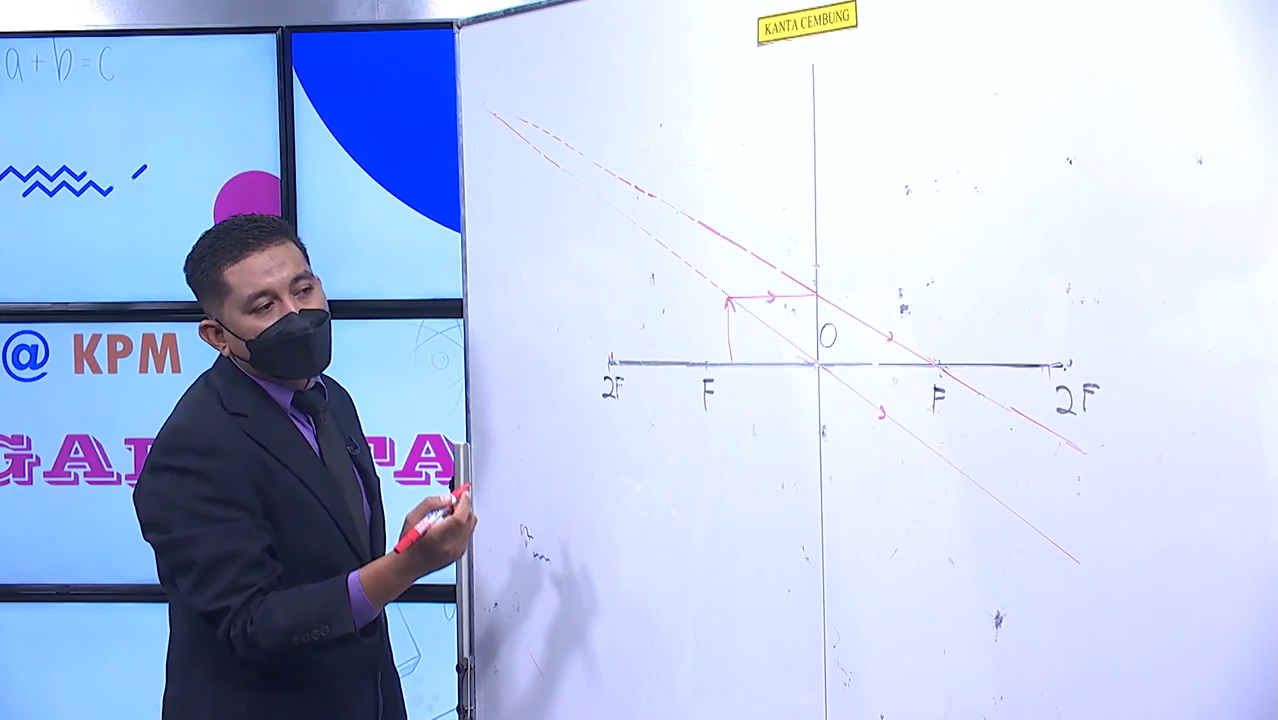 a + b = c
@ KPM
KANTA CEMBUNG
O
2F F F 2F